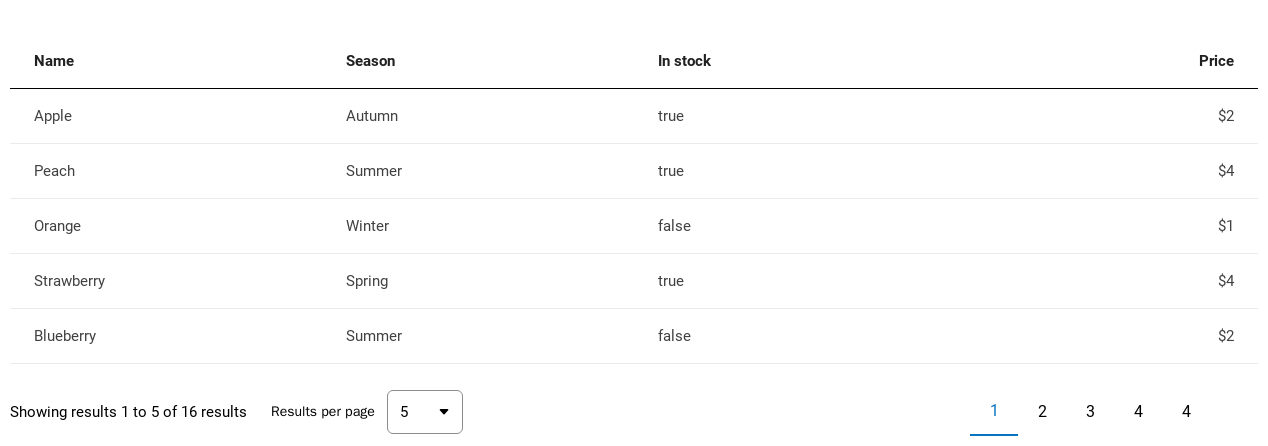 Name Season In stock Price
Apple Autumn true $2
Peach Summer true $4
Orange Winter false $1
Strawberry Spring true $4
Blueberry Summer false $2
Showing results 1 to 5 of 16 results Results per page 5 1 2 3 4 4